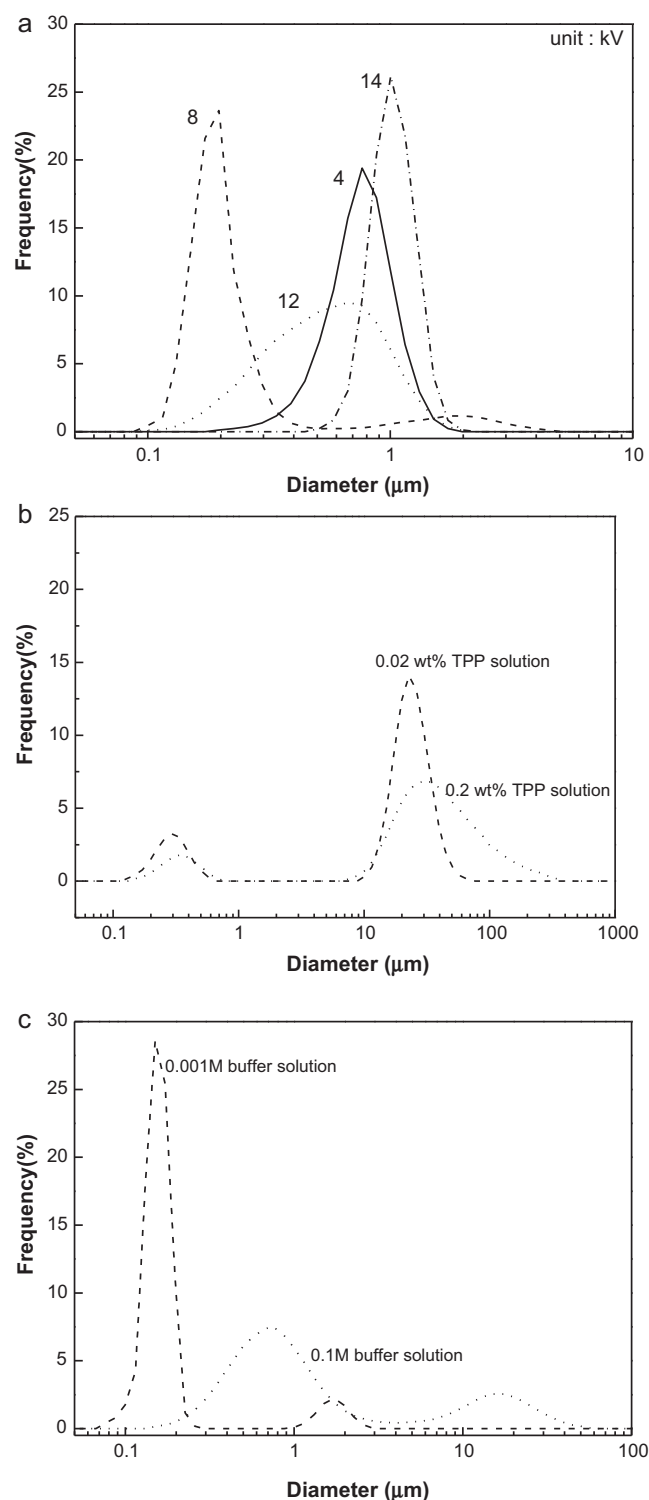 a
unit : kV
30
25
20
15
10
5
0
8
14
4
12
Frequency(%)
0.1
1
10
Diameter (µm)
b
25
20
15
10
5
0
0.02 wt% TPP solution
0.2 wt% TPP solution
Frequency(%)
0.1
1
10
100
1000
Diameter (µm)
c
30
25
20
15
10
5
0
0.001M buffer solution
0.1M buffer solution
Frequency(%)
0.1
1
10
100
Diameter (µm)